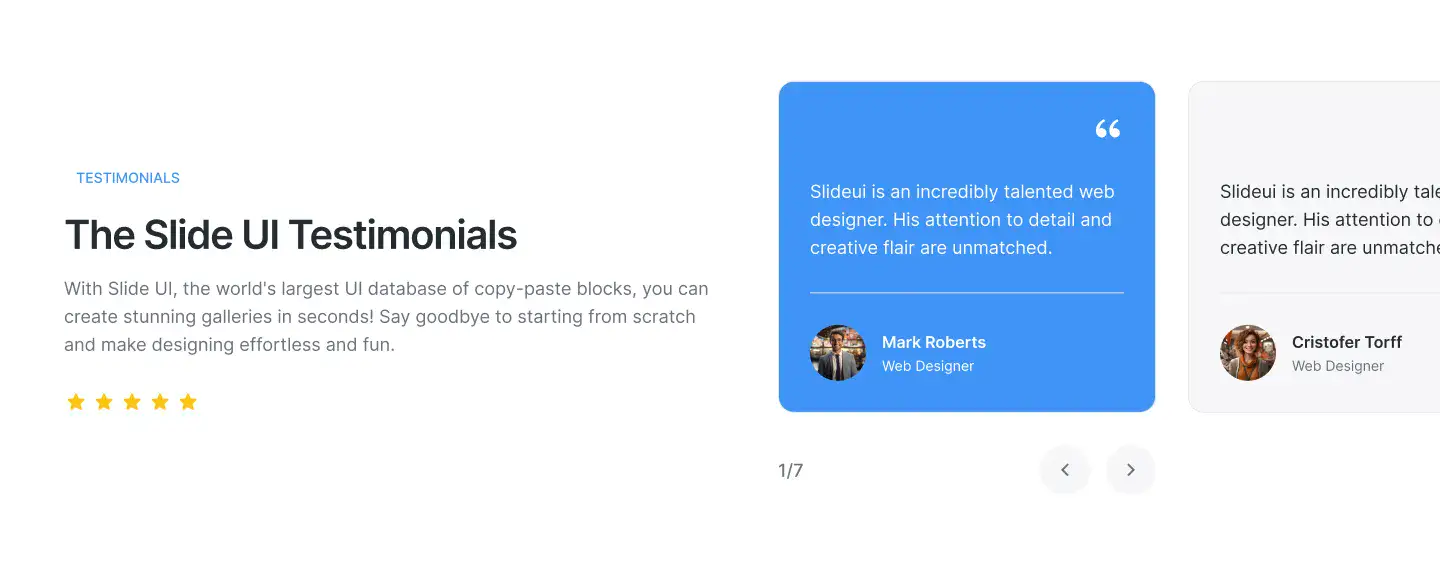 TESTIMONIALS
The Slide UI Testimonials
With Slide UI, the world's largest UI database of copy-paste blocks, you can
create stunning galleries in seconds! Say goodbye to starting from scratch
and make designing effortless and fun.
“
Slideui is an incredibly talented web
designer. His attention to detail and
creative flair are unmatched.
Mark Roberts
Web Designer
Slideui is an incredibly
designer. His attention to
creative flair are
Cristofer Torff
Web Designer
1/7